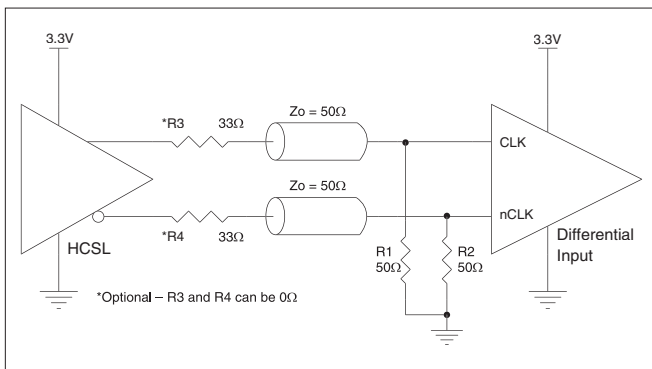 3.3V
3.3V
*R3
33Ω
Zo = 50Ω
CLK
Zo = 50Ω
nCLK
HCSL
*R4
33Ω
R1
50Ω
R2
50Ω
Differential
Input
*Optional – R3 and R4 can be 0Ω